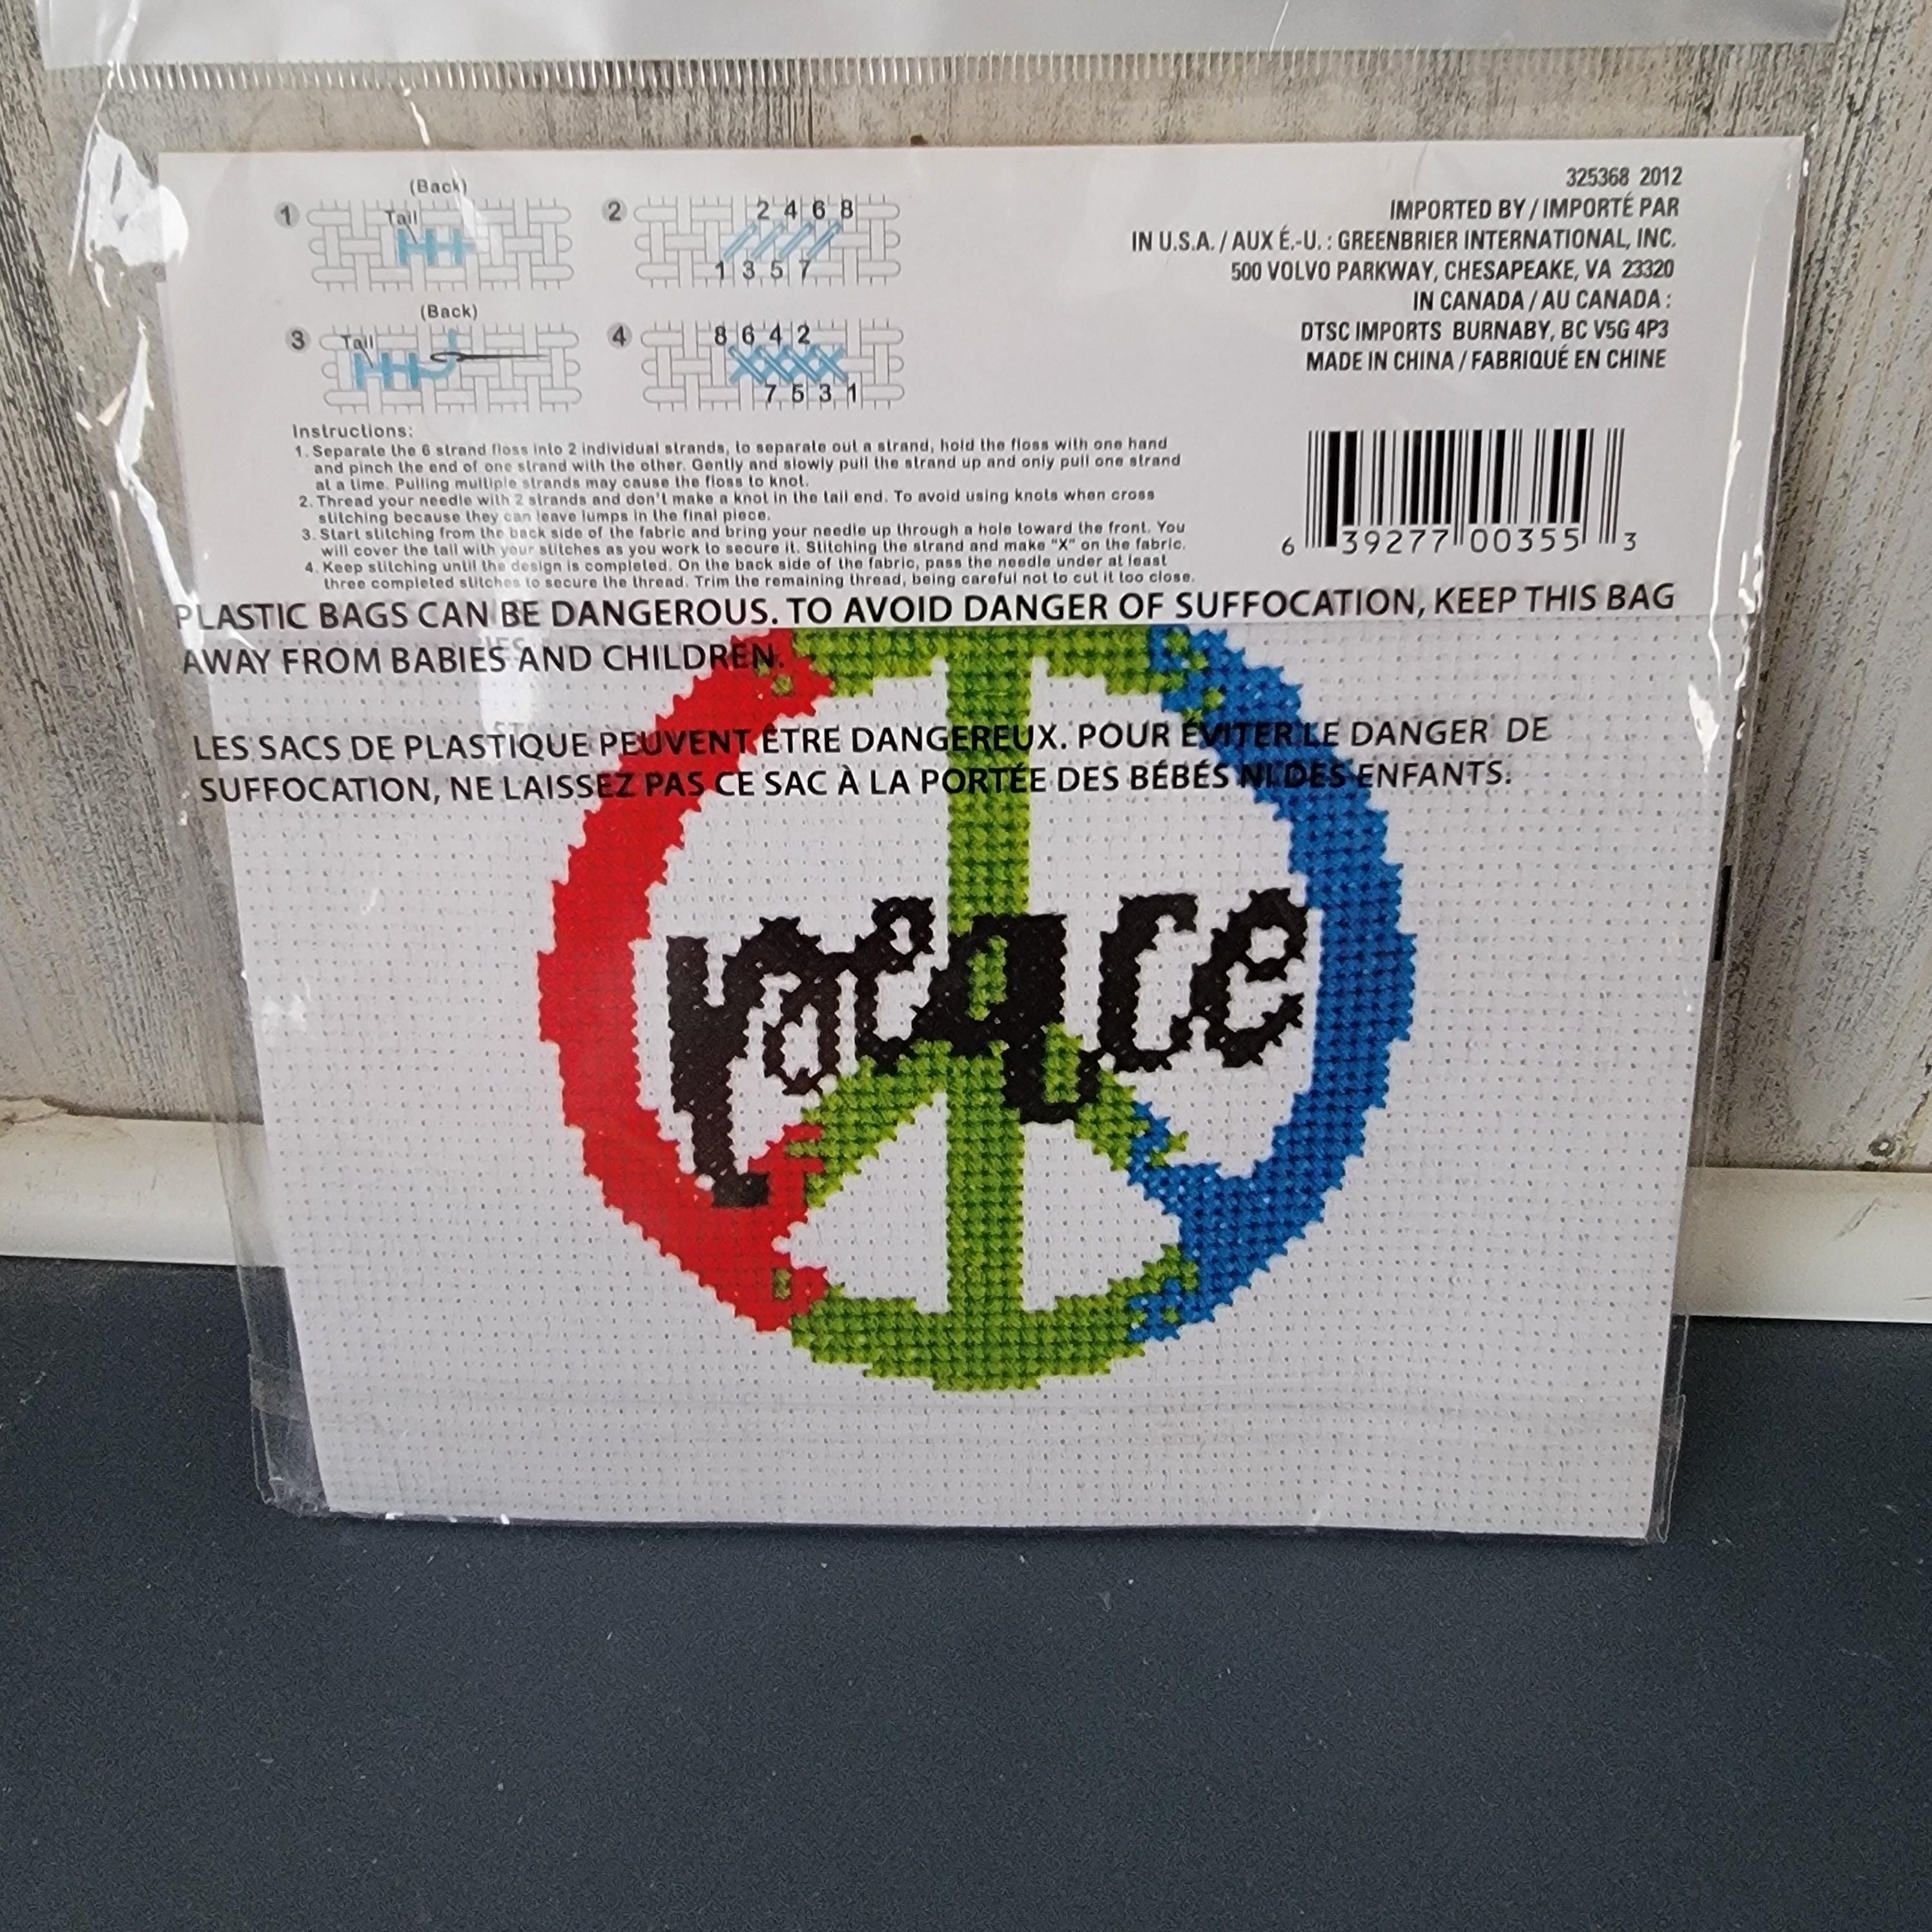 (Back)
1
Tail
2
2 4 6 8
1 3 5 7
(Back)
3
Tail
4
8 6 4 2
7 5 3 1
325368 2012
IMPORTED BY / IMPORTÉ PAR
IN U.S.A. / AUX É.-U. : GREENBRIER INTERNATIONAL, INC.
500 VOLVO PARKWAY, CHESAPEAKE, VA 23320
IN CANADA / AU CANADA :
DTSC IMPORTS BURNABY, BC V5G 4P3
MADE IN CHINA / FABRIQUÉ EN CHINE
Instructions:
1. Separate the 6 strand floss into 2 individual strands, to separate out a strand, hold the floss with one hand
and pinch the end of one strand with the other. Gently and slowly pull the strand up and only pull one strand
at a time. Pulling multiple strands may cause the floss to knot.
2. Thread your needle with 2 strands and don't make a knot in the tail end. To avoid using knots when cross
stitching because they can leave lumps in the final piece.
3. Start stitching from the back side of the fabric and bring your needle up through a hole toward the front. You
will cover the tail with your stitches as you work to secure it. Stitching the strand and make "X" on the fabric.
4. Keep stitching until the design is completed. On the back side of the fabric, pass the needle under at least
three completed stitches to secure the thread. Trim the remaining thread, being careful not to cut it too close.
6 39277 00355 3
PLASTIC BAGS CAN BE DANGEROUS. TO AVOID DANGER OF SUFFOCATION, KEEP THIS BAG
AWAY FROM BABIES AND CHILDREN.
LES SACS DE PLASTIQUE PEUVENT ÊTRE DANGEREUX. POUR ÉVITER LE DANGER DE
SUFFOCATION, NE LAISSEZ PAS CE SAC À LA PORTÉE DES BÉBÉS NI DES ENFANTS.
peace